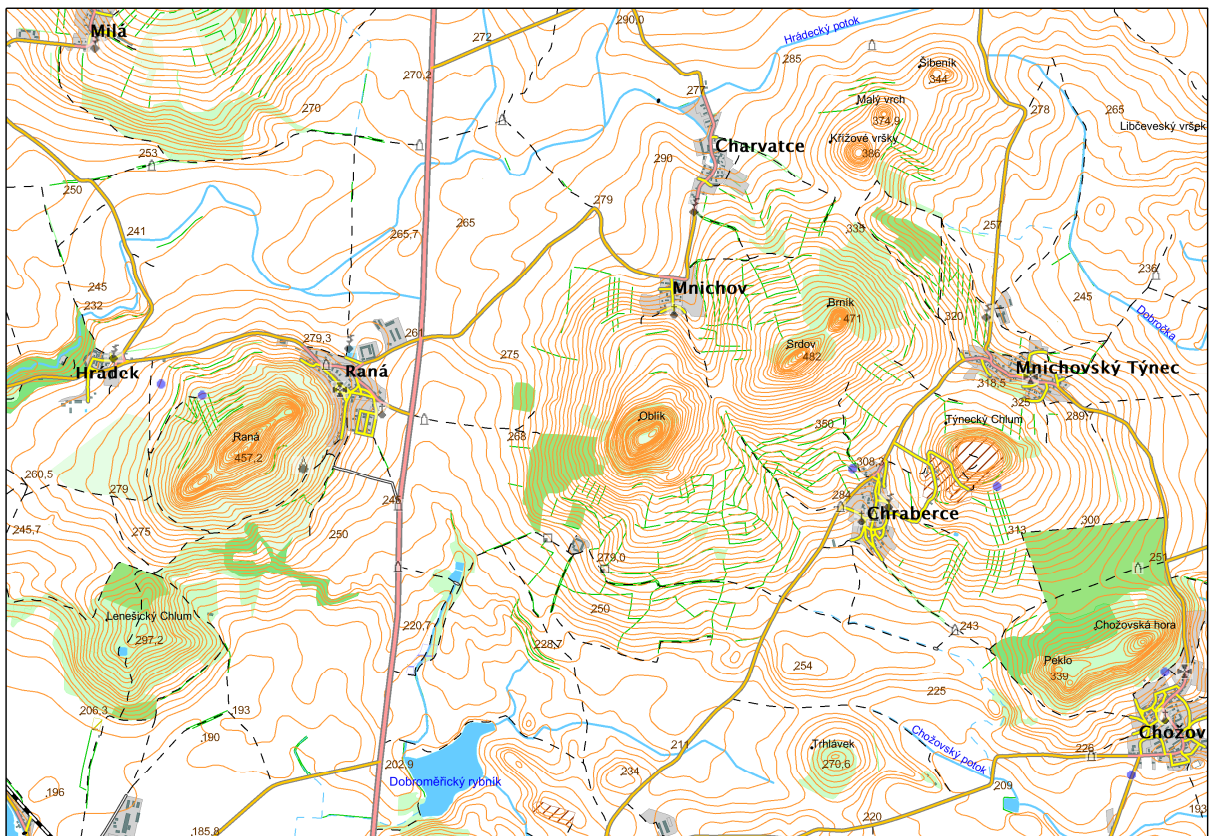 Milá
290,0
Hrádecký potok
272
285
Šibeník
344
270,2
277
270
Malý vrch
374,9
278
265
Libčeveský vršek
Křížové vršky
386
Charvatce
253
290
250
279
265
257
241
265,7
335
236
245
245
232
Mnichov
Dobročka
Brník
471
320
279,3
261
275
Srdov
482
Hrádek
Raná
Mnichovský Týnec
318,5
325
289,7
Oblík
Týnecký Chlum
350
Raná
457,2
268
308,3
260,5
279
284
245
Chraberce
245,7
275
250
313
300
279,0
251
Lenešický Chlum
297,2
250
220,7
228,7
243
Chožovská hora
Peklo
339
254
225
206,3
193
190
Chožovský potok
Chožov
211
Trhlávek
270,6
226
202,9
234
Dobroměřický rybník
209
196
185,8
220
193